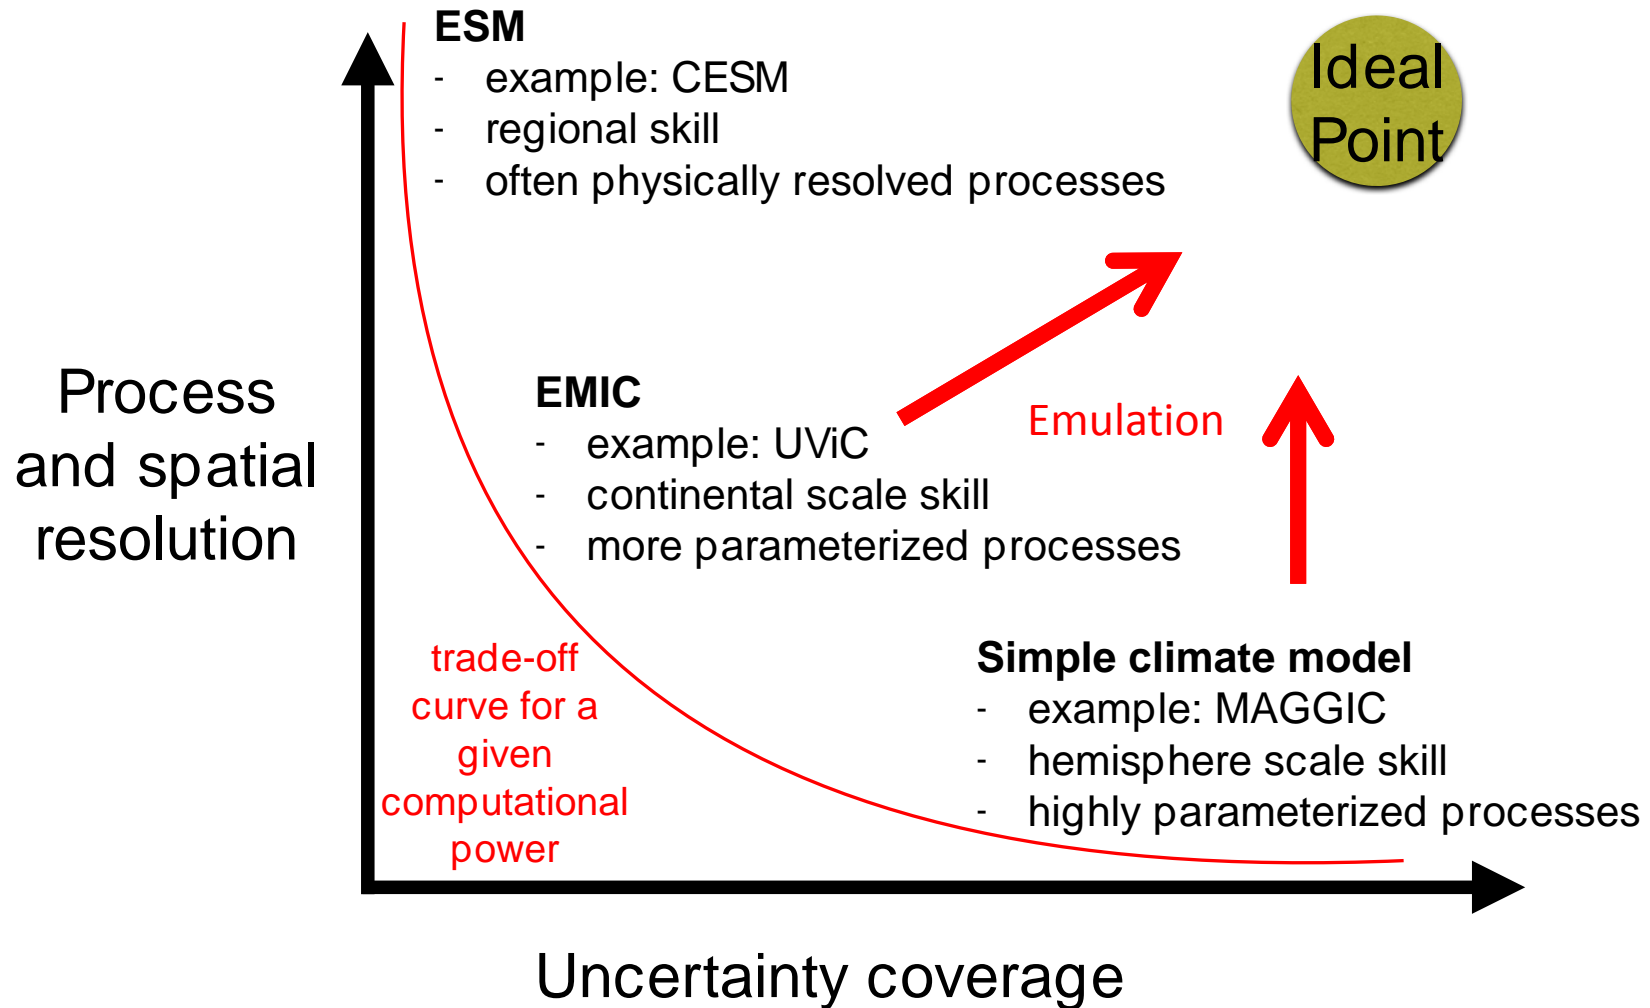 ESM
- example: CESM
- regional skill
- often physically resolved processes
Ideal
Point
Process
and spatial
resolution
EMIC
- example: UViC
- continental scale skill
- more parameterized processes
Emulation
trade-off
curve for a
given
computational
power
Simple climate model
- example: MAGGIC
- hemisphere scale skill
- highly parameterized processes
Uncertainty coverage